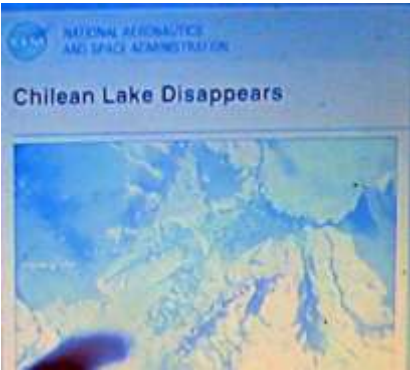 NATIONAL AERONAUTICS
AND SPACE ADMINISTRATION
Chilean Lake Disappears